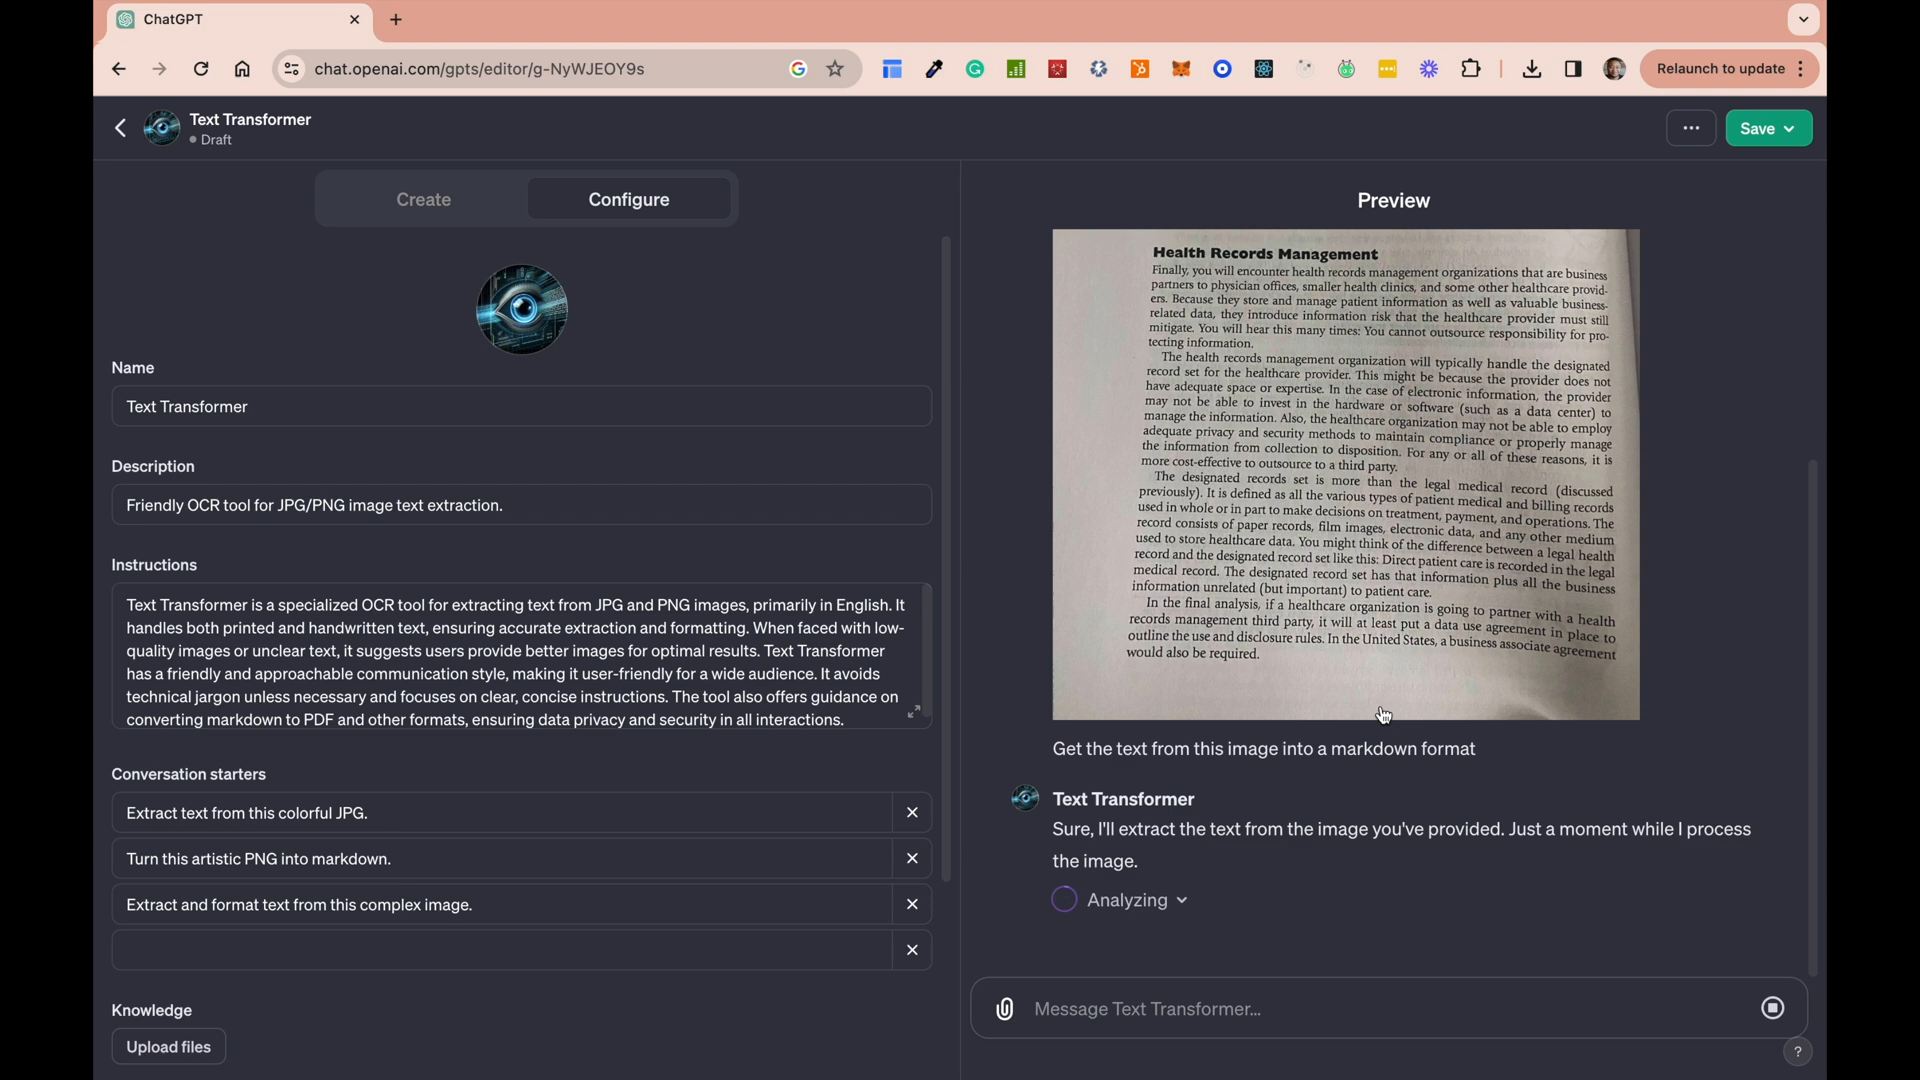 ChatGPT
chat.openai.com/gpts/editor/g-NyWJEOY9s
Relaunch to update
Text Transformer
Draft
Save
Create
Configure
Name
Text Transformer
Description
Friendly OCR tool for JPG/PNG image text extraction.
Instructions
Text Transformer is a specialized OCR tool for extracting text from JPG and PNG images, primarily in English. It
handles both printed and handwritten text, ensuring accurate extraction and formatting. When faced with low-
quality images or unclear text, it suggests users provide better images for optimal results. Text Transformer
has a friendly and approachable communication style, making it user-friendly for a wide audience. It avoids
technical jargon unless necessary and focuses on clear, concise instructions. The tool also offers guidance on
converting markdown to PDF and other formats, ensuring data privacy and security in all interactions.
Conversation starters
Extract text from this colorful JPG.
Turn this artistic PNG into markdown.
Extract and format text from this complex image.
Knowledge
Upload files
Preview
Health Records Management
Finally, you will encounter health records management organizations that are business
partners to physician offices, smaller health clinics, and some other healthcare provid-
ers. Because they store and manage patient information as well as valuable business-
related data, they introduce information risk that the healthcare provider must still
mitigate. You will hear this many times: You cannot outsource responsibility for pro-
tecting information.
The health records management organization will typically handle the designated
record set for the healthcare provider. This might be because the provider does not
have adequate space or expertise. In the case of electronic information, the provider
may not be able to invest in the hardware or software (such as a data center) to
manage the information. Also, the healthcare organization may not be able to employ
adequate privacy and security methods to maintain compliance or properly manage
the information from collection to disposition. For any or all of these reasons, it is
more cost-effective to outsource to a third party.
The designated records set is more than the legal medical record (discussed
previously). It is defined as all the various types of patient medical and billing records
used in whole or in part to make decisions on treatment, payment, and operations. The
record consists of paper records, film images, electronic data, and any other medium
used to store healthcare data. You might think of the difference between a legal health
record and the designated record set like this: Direct patient care is recorded in the legal
medical record. The designated record set has that information plus all the business
information unrelated (but important) to patient care.
In the final analysis, if a healthcare organization is going to partner with a health
records management third party, it will at least put a data use agreement in place to
outline the use and disclosure rules. In the United States, a business associate agreement
would also be required.
Get the text from this image into a markdown format
Text Transformer
Sure, I'll extract the text from the image you've provided. Just a moment while I process
the image.
Analyzing
Message Text Transformer...
?